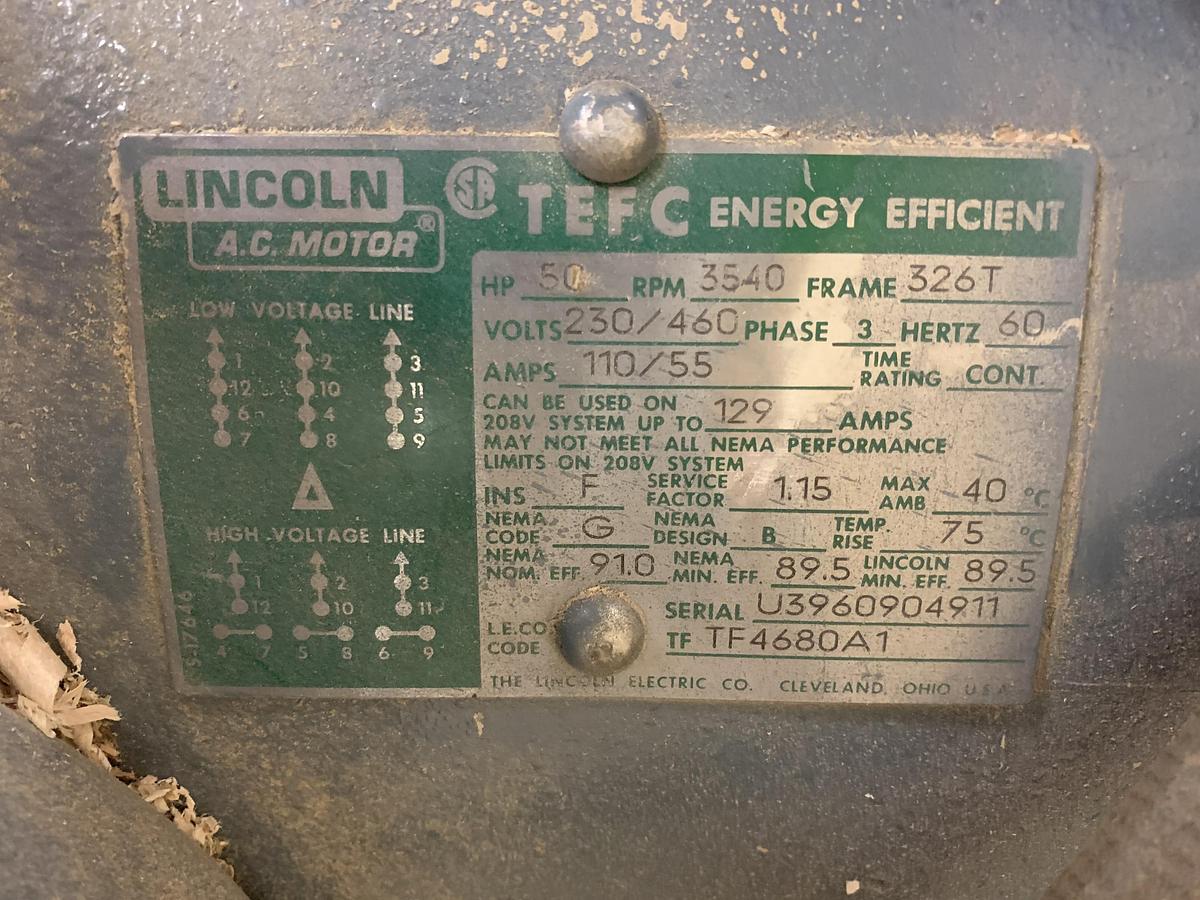 LINCOLN
A.C. MOTOR ®
CSA TEFC ENERGY EFFICIENT
LOW VOLTAGE LINE
1 2 3
12 10 11
6 4 5
7 8 9
HIGH VOLTAGE LINE
1 2 3
12 10 11
4 7 5 8 6 9
S-17646
HP 50 RPM 3540 FRAME 326T
VOLTS 230/460 PHASE 3 HERTZ 60
AMPS 110/55 TIME RATING CONT.
CAN BE USED ON
208V SYSTEM UP TO 129 AMPS
MAY NOT MEET ALL NEMA PERFORMANCE
LIMITS ON 208V SYSTEM
INS F SERVICE FACTOR 1.15 MAX AMB 40 °C
NEMA CODE G NEMA DESIGN B TEMP. RISE 75 °C
NEMA NOM. EFF. 91.0 NEMA MIN. EFF. 89.5 LINCOLN MIN. EFF. 89.5
SERIAL U3960904911
L.E.CO CODE TF TF4680A1
THE LINCOLN ELECTRIC CO. CLEVELAND, OHIO U.S.A.